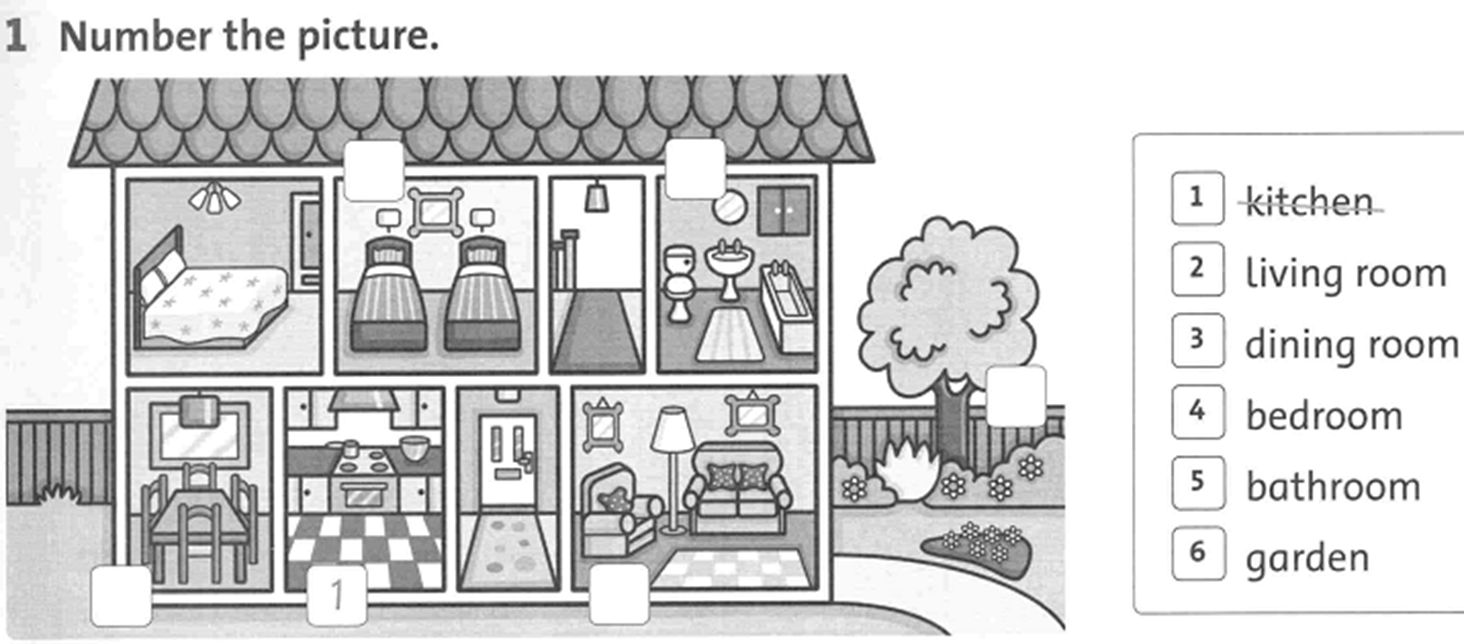 1 Number the picture.
1 kitchen
2 living room
3 dining room
4 bedroom
5 bathroom
6 garden
1